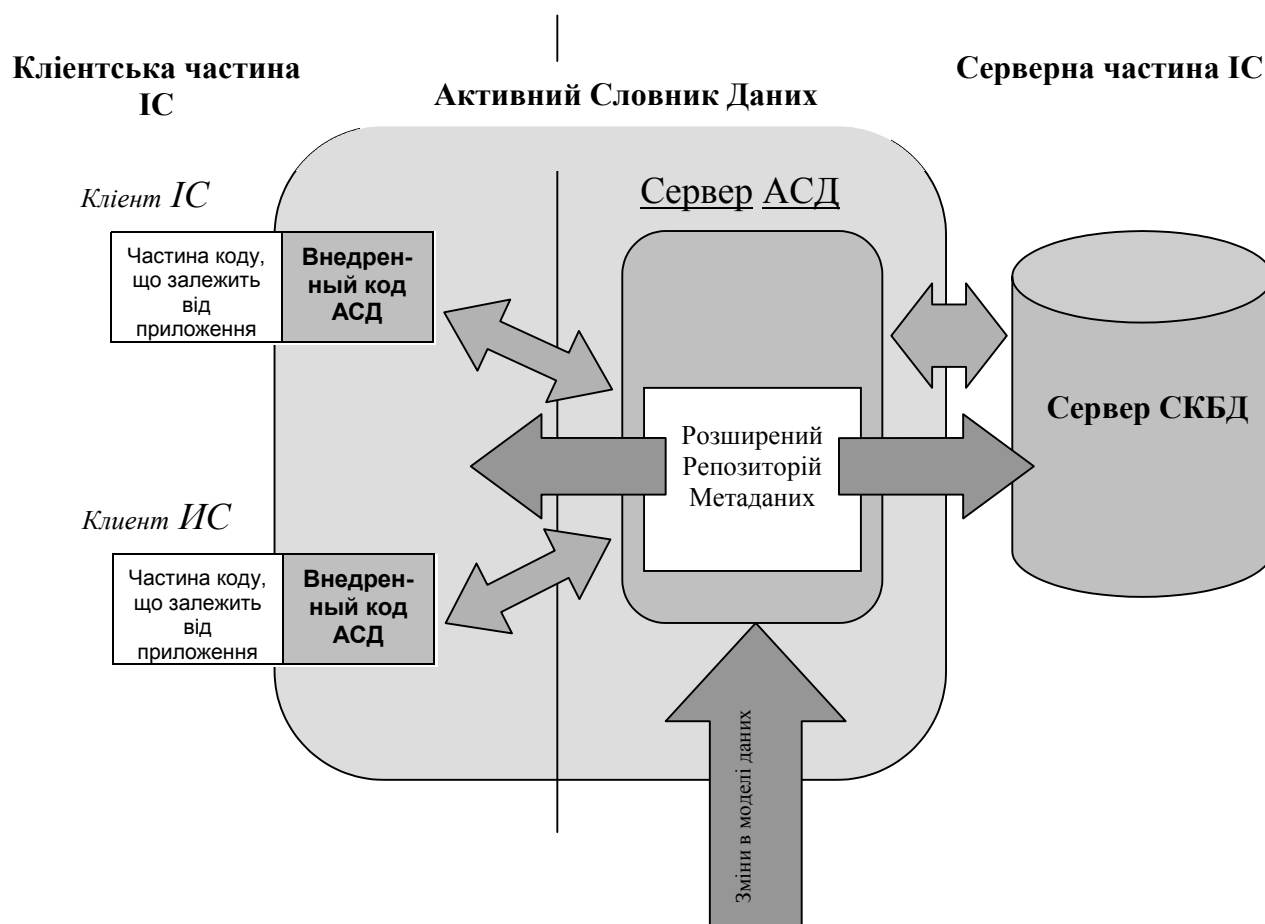 Кліентська частина
ІС
Активний Словник Даних
Серверна частина ІС
Кліент ІС
Сервер АСД
Частина коду,
що залежить
від
приложення
Внедрен-
ный код
АСД
Розширений
Репозиторій
Метаданих
Сервер СКБД
Клиент ИС
Частина коду,
що залежить
від
приложення
Внедрен-
ный код
АСД
Зміни в моделі даних